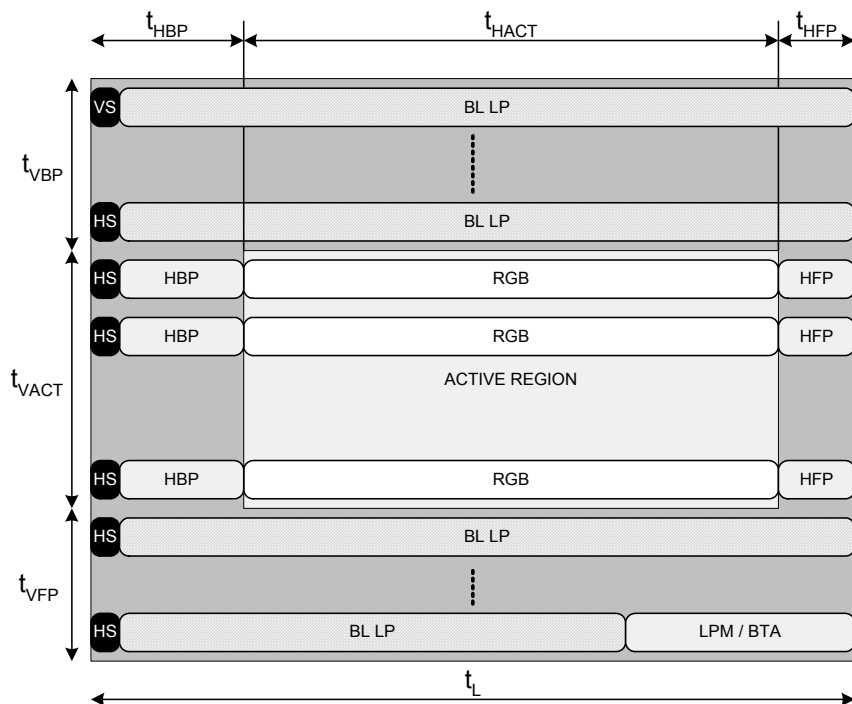 tHBP tHACT tHFP
VS BL LP
tVBP
HS BL LP
HS HBP RGB HFP
HS HBP RGB HFP
tVACT ACTIVE REGION
HS HBP RGB HFP
HS BL LP
tVFP
HS BL LP LPM / BTA
tL